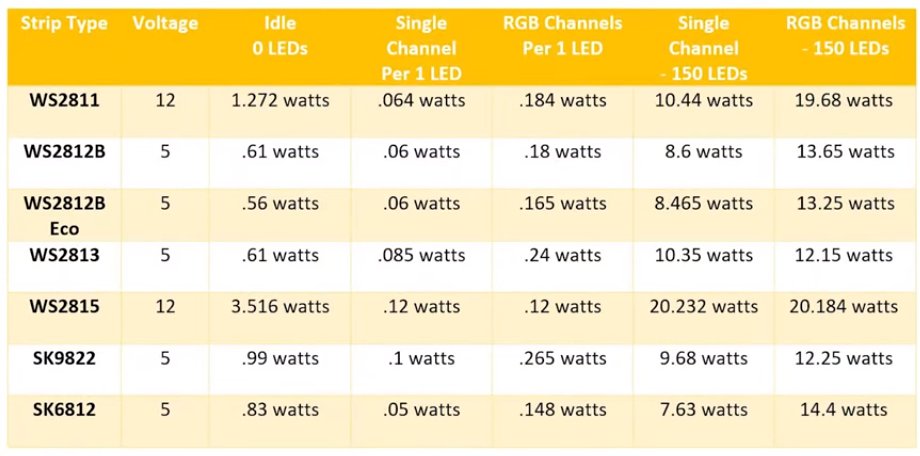 Strip Type Voltage Idle 0 LEDs Single Channel Per 1 LED RGB Channels Per 1 LED Single Channel - 150 LEDs RGB Channels - 150 LEDs
WS2811 12 1.272 watts .064 watts .184 watts 10.44 watts 19.68 watts
WS2812B 5 .61 watts .06 watts .18 watts 8.6 watts 13.65 watts
WS2812B Eco 5 .56 watts .06 watts .165 watts 8.465 watts 13.25 watts
WS2813 5 .61 watts .085 watts .24 watts 10.35 watts 12.15 watts
WS2815 12 3.516 watts .12 watts .12 watts 20.232 watts 20.184 watts
SK9822 5 .99 watts .1 watts .265 watts 9.68 watts 12.25 watts
SK6812 5 .83 watts .05 watts .148 watts 7.63 watts 14.4 watts